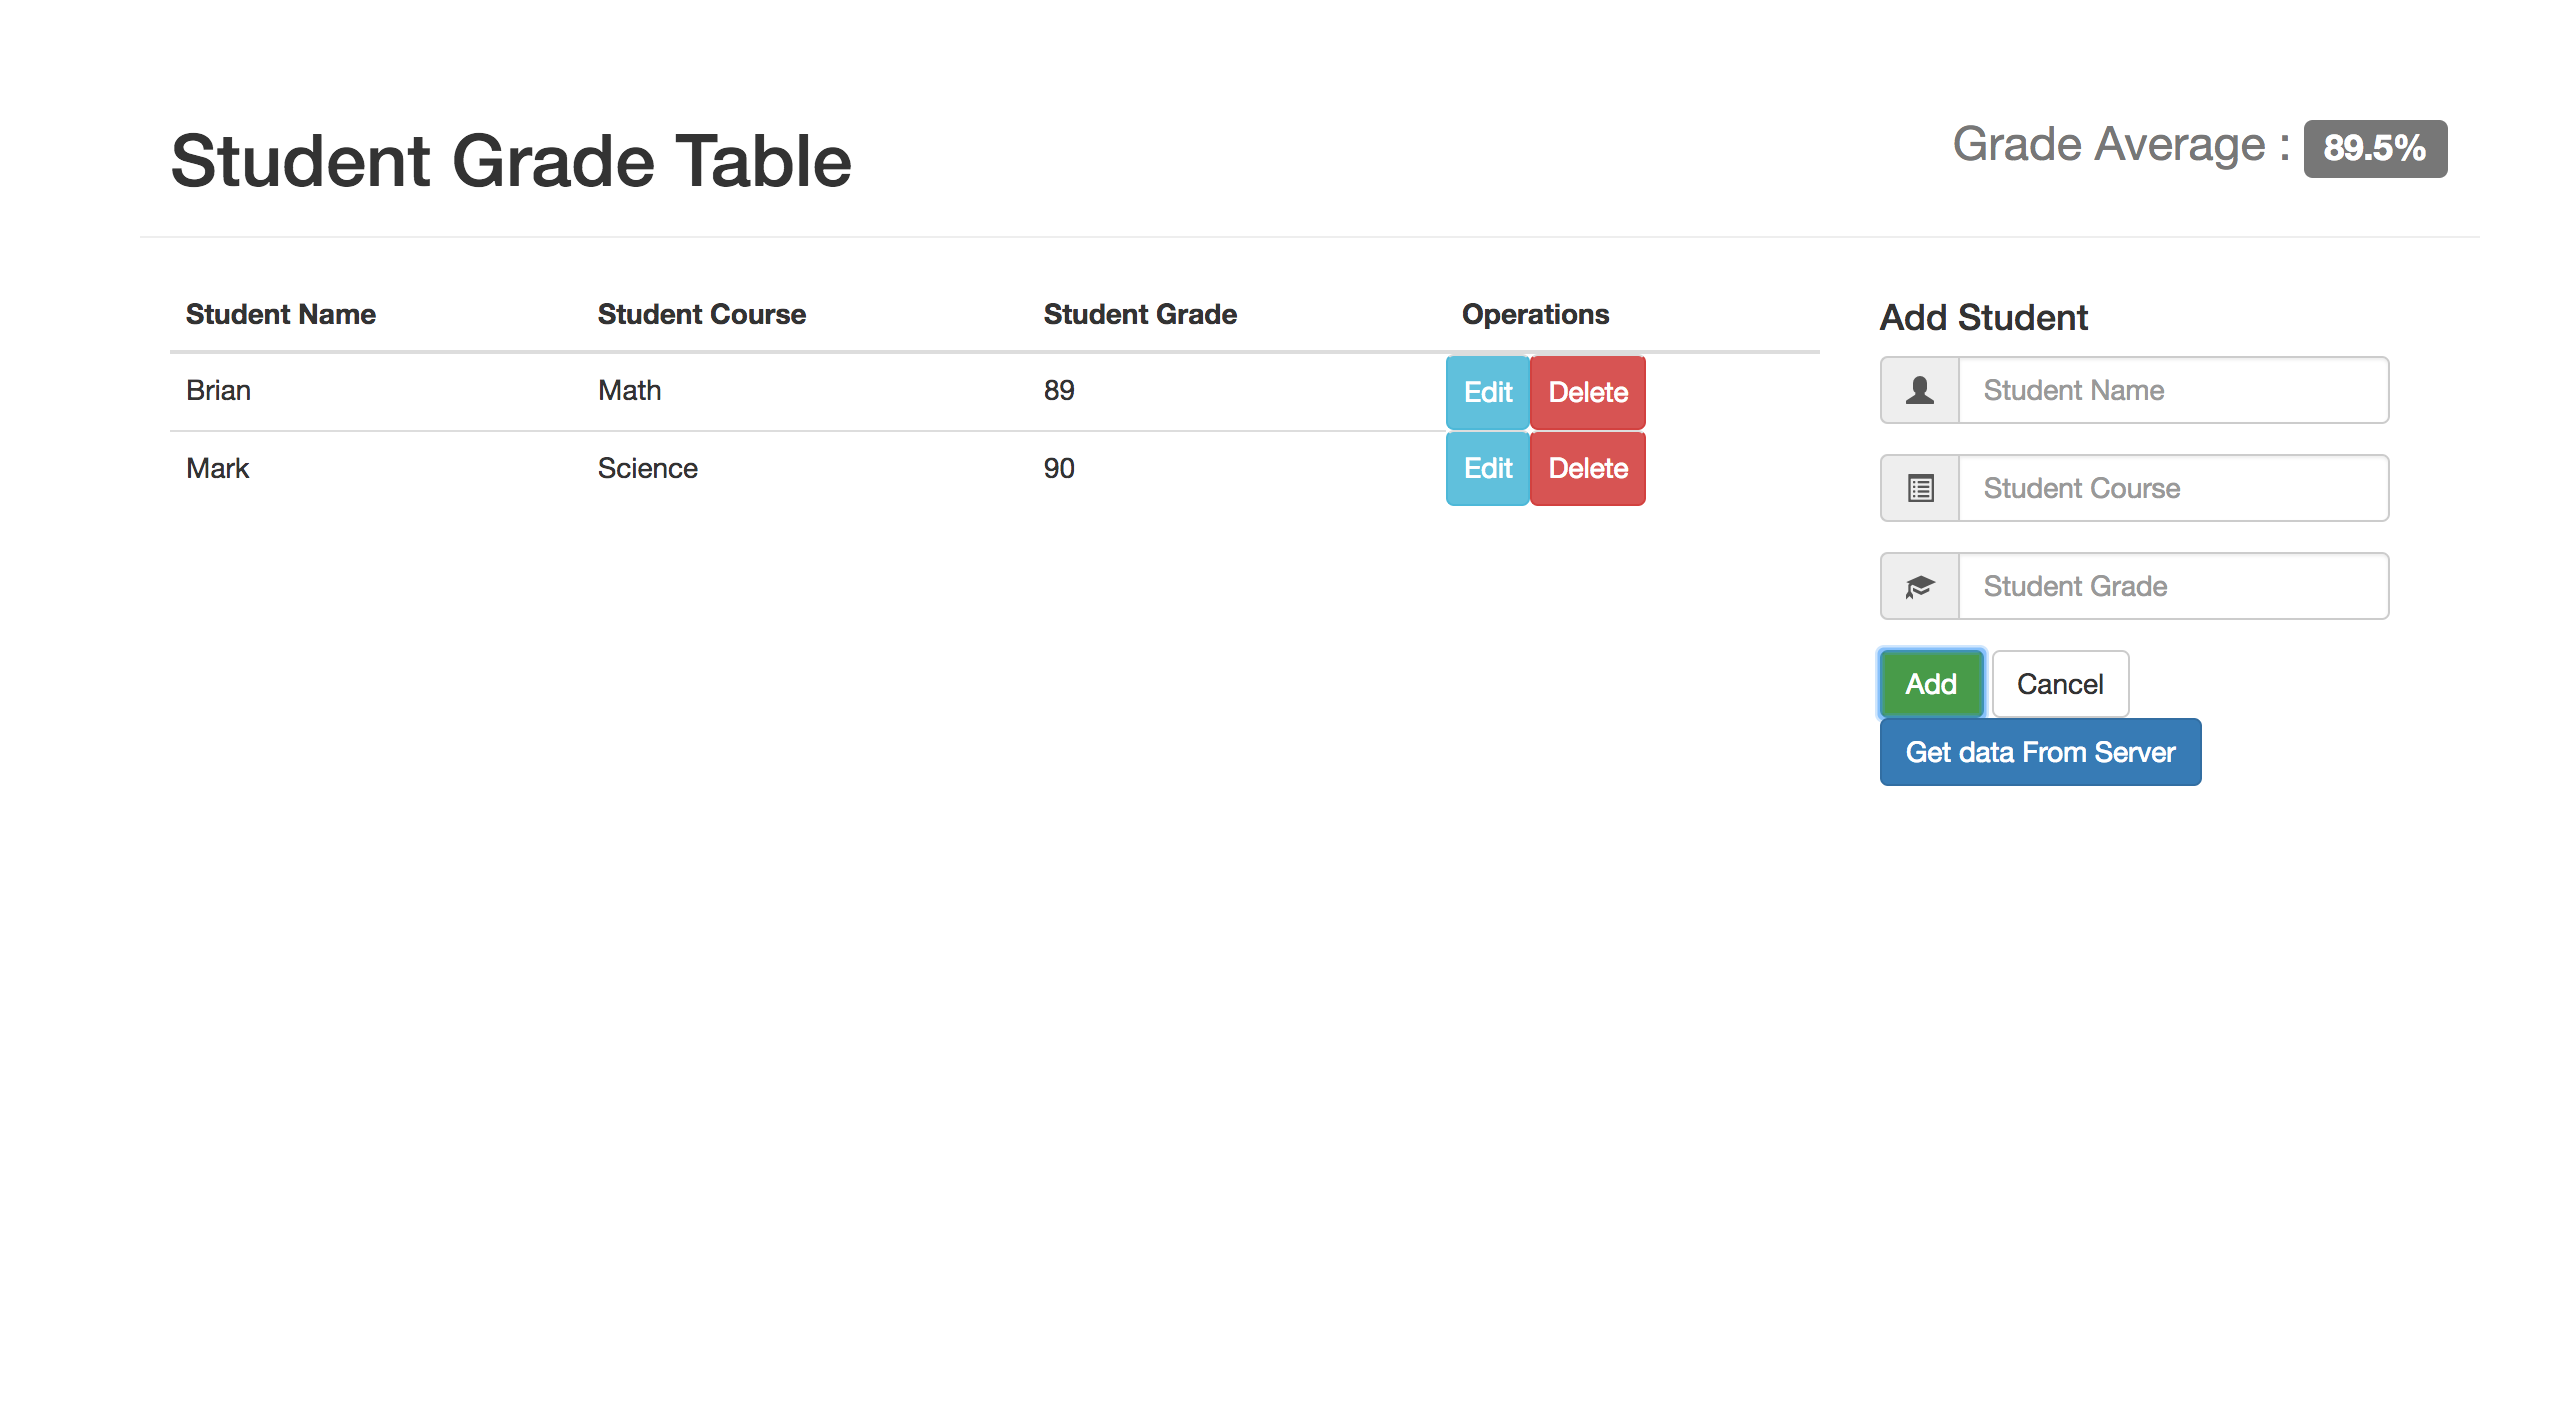 Student Grade Table
Grade Average : 89.5%
Student Name Student Course Student Grade Operations
Brian Math 89 Edit Delete
Mark Science 90 Edit Delete
Add Student
Student Name
Student Course
Student Grade
Add Cancel
Get data From Server